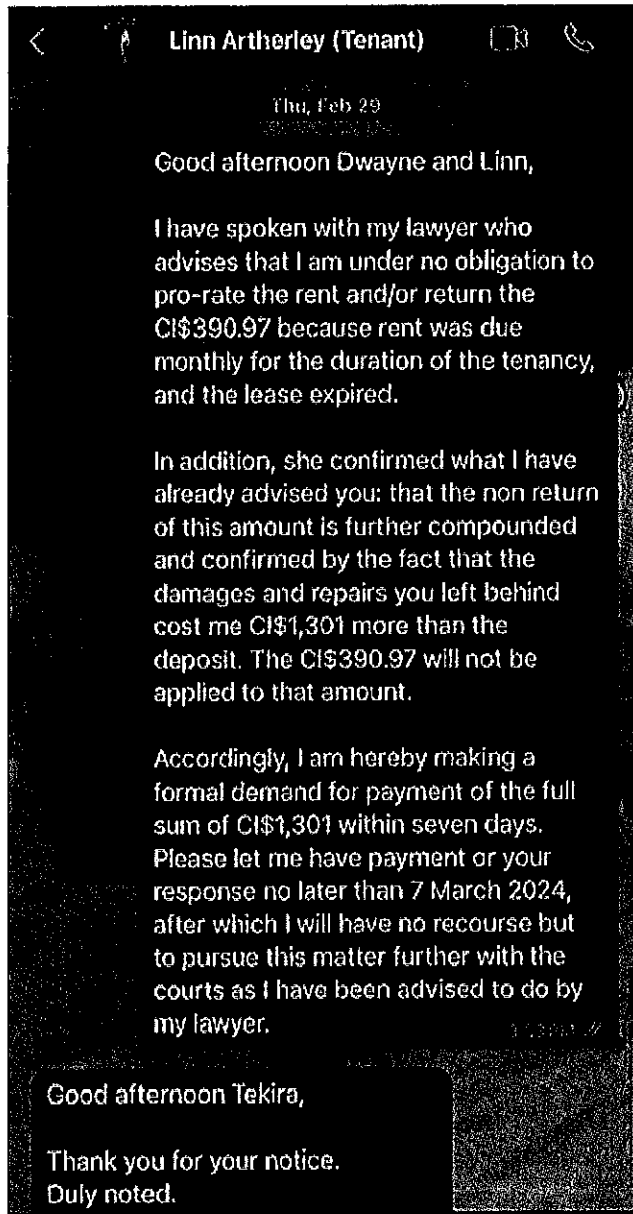 Linn Artherley (Tenant)
Thu, Feb 29
Good afternoon Dwayne and Linn,
I have spoken with my lawyer who
advises that I am under no obligation to
pro-rate the rent and/or return the
CI$390.97 because rent was due
monthly for the duration of the tenancy,
and the lease expired.
In addition, she confirmed what I have
already advised you: that the non return
of this amount is further compounded
and confirmed by the fact that the
damages and repairs you left behind
cost me CI$1,301 more than the
deposit. The CI$390.97 will not be
applied to that amount.
Accordingly, I am hereby making a
formal demand for payment of the full
sum of CI$1,301 within seven days.
Please let me have payment or your
response no later than 7 March 2024,
after which I will have no recourse but
to pursue this matter further with the
courts as I have been advised to do by
my lawyer.
Good afternoon Tekira,
Thank you for your notice.
Duly noted.